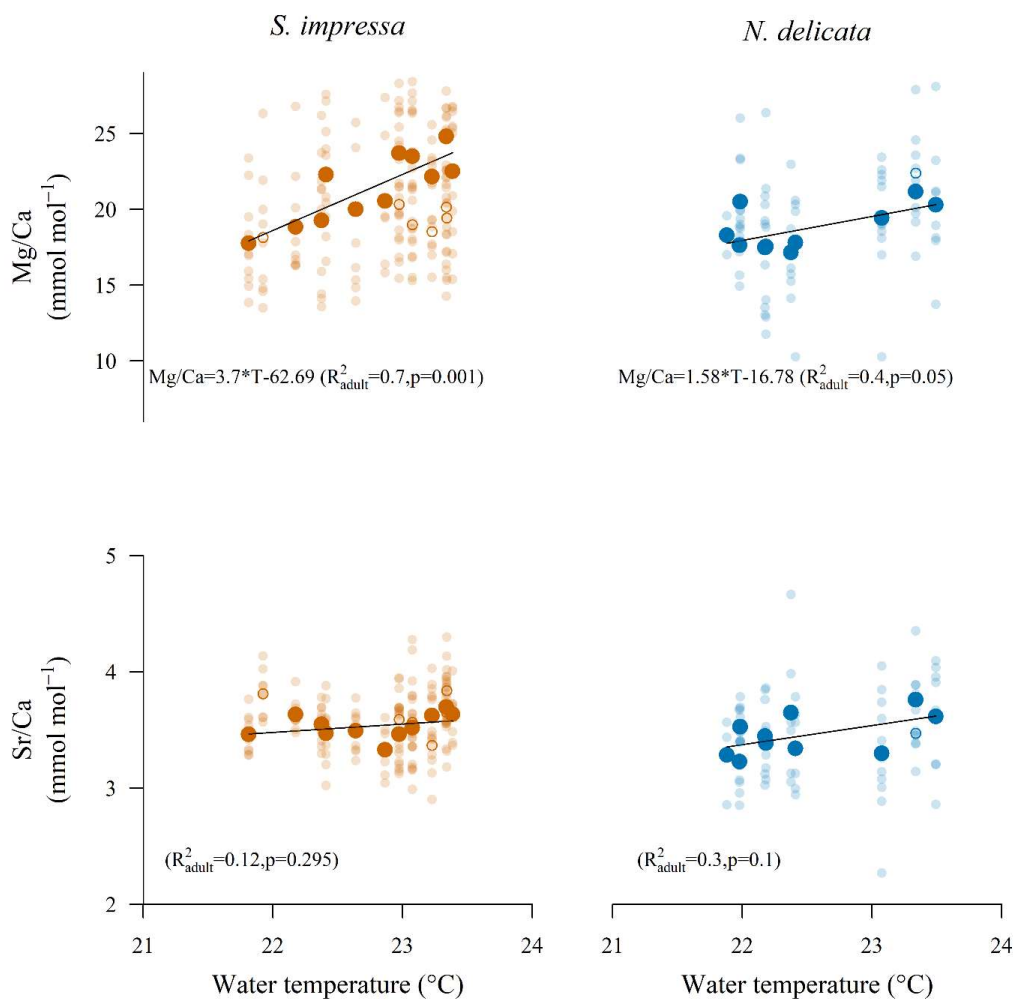 S. impressa
N. delicata
Mg/Ca
(mmol mol⁻¹)
25
20
15
10
Mg/Ca=3.7*T-62.69 (R²adult=0.7,p=0.001)
Mg/Ca=1.58*T-16.78 (R²adult=0.4,p=0.05)
Sr/Ca
(mmol mol⁻¹)
5
4
3
2
(R²adult=0.12,p=0.295)
(R²adult=0.3,p=0.1)
21 22 23 24
21 22 23 24
Water temperature (°C)
Water temperature (°C)